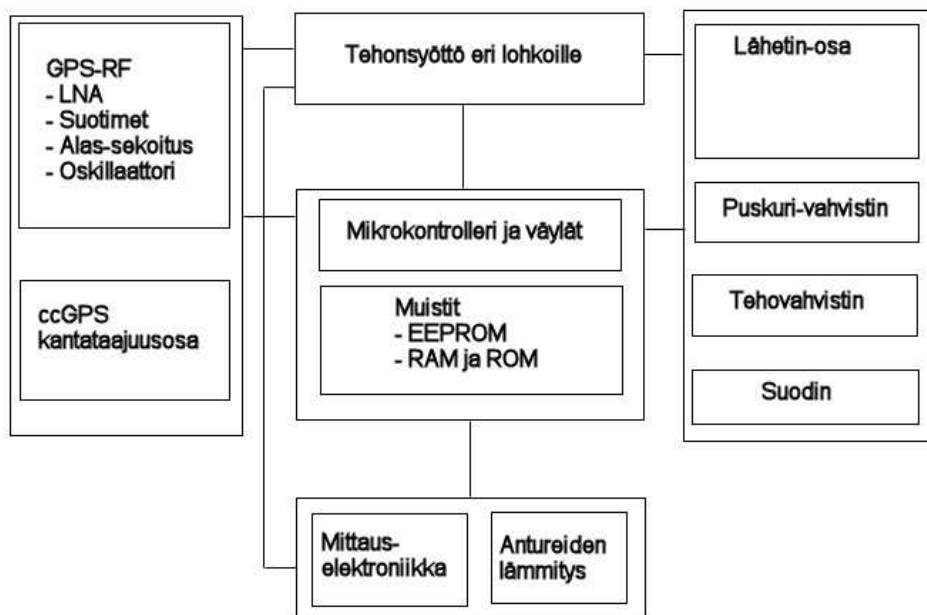 GPS-RF
- LNA
- Suotimet
- Alas-sekoitus
- Oskillaattori
ccGPS
kantataajuusosa
Tehonsyöttö eri lohkoille
Mikrokontrolleri ja väylät
Muistit
- EEPROM
- RAM ja ROM
Mittaus-
elektroniikka
Antureiden
lämmitys
Lähetin-osa
Puskuri-vahvistin
Tehovahvistin
Suodin